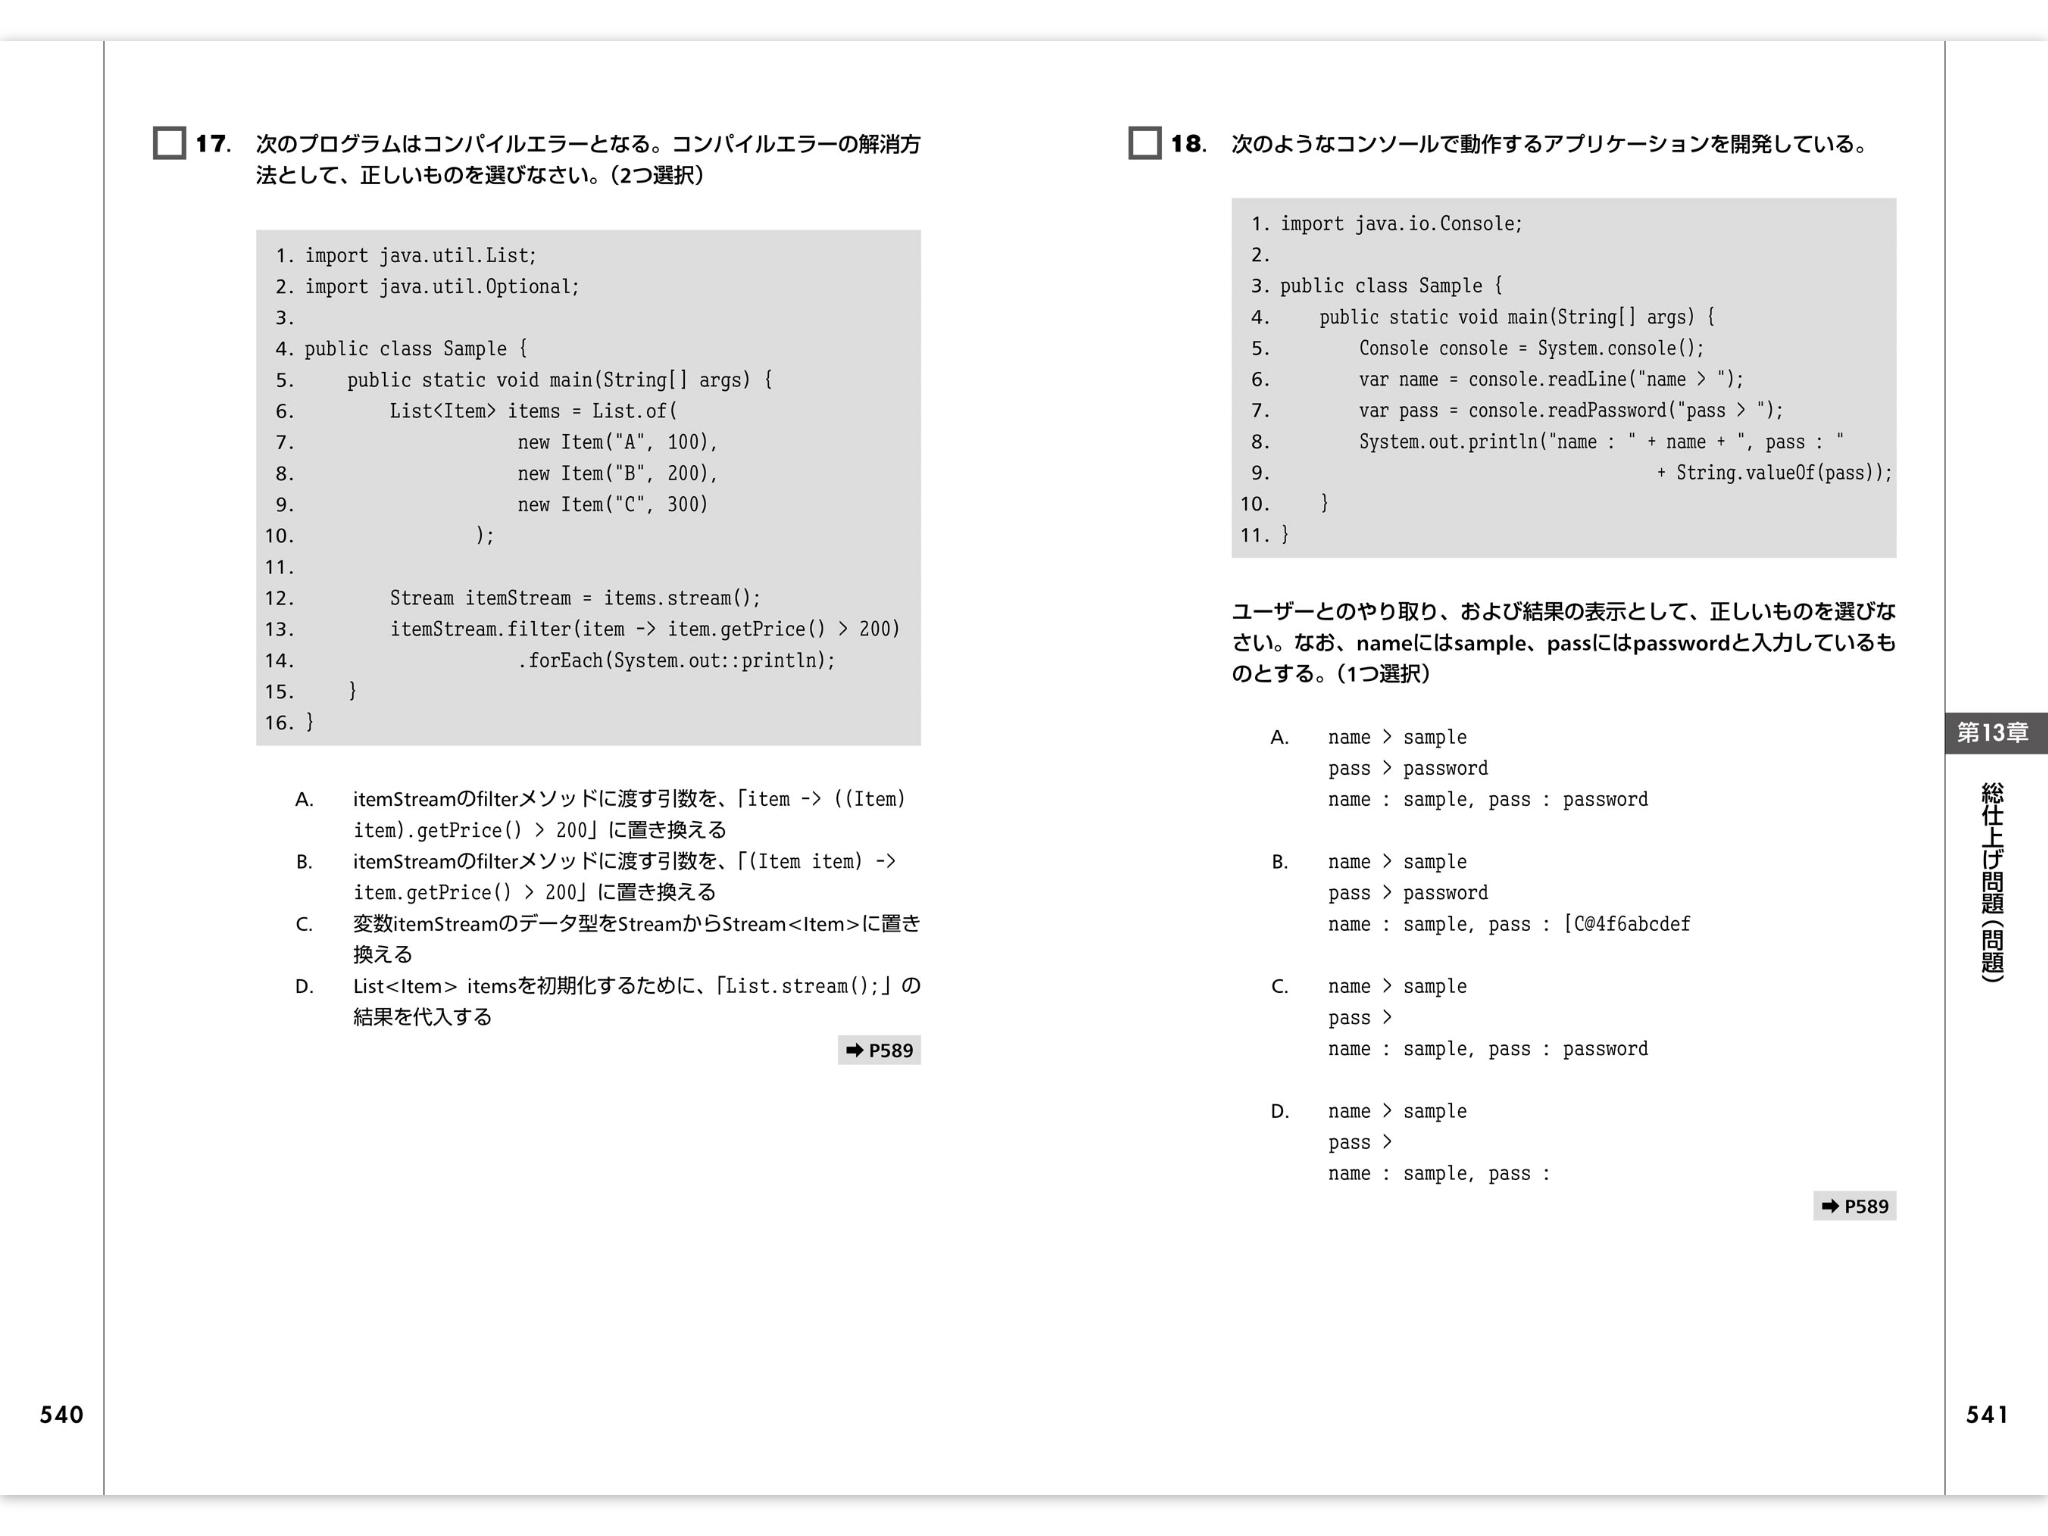 17. 次のプログラムはコンパイルエラーとなる。コンパイルエラーの解消方
法として、正しいものを選びなさい。（2つ選択）
1. import java.util.List;
2. import java.util.Optional;
3.
4. public class Sample {
5.     public static void main(String[] args) {
6.         List<Item> items = List.of(
7.                     new Item("A", 100),
8.                     new Item("B", 200),
9.                     new Item("C", 300)
10.                 );
11.
12.         Stream itemStream = items.stream();
13.         itemStream.filter(item -> item.getPrice() > 200)
14.                     .forEach(System.out::println);
15.     }
16. }
A. itemStreamのfilterメソッドに渡す引数を、「item -> ((Item)
item).getPrice() > 200」に置き換える
B. itemStreamのfilterメソッドに渡す引数を、「(Item item) ->
item.getPrice() > 200」に置き換える
C. 変数itemStreamのデータ型をStreamからStream<Item>に置き
換える
D. List<Item> itemsを初期化するために、「List.stream();」の
結果を代入する
➡ P589
540
18. 次のようなコンソールで動作するアプリケーションを開発している。
1. import java.io.Console;
2.
3. public class Sample {
4.     public static void main(String[] args) {
5.         Console console = System.console();
6.         var name = console.readLine("name > ");
7.         var pass = console.readPassword("pass > ");
8.         System.out.println("name : " + name + ", pass : "
9.                                     + String.valueOf(pass));
10.     }
11. }
ユーザーとのやり取り、および結果の表示として、正しいものを選びな
さい。なお、nameにはsample、passにはpasswordと入力しているも
のとする。（1つ選択）
A. name > sample
pass > password
name : sample, pass : password
B. name > sample
pass > password
name : sample, pass : [C@4f6abcdef
C. name > sample
pass >
name : sample, pass : password
D. name > sample
pass >
name : sample, pass :
➡ P589
第13章
総仕上げ問題（問題）
541